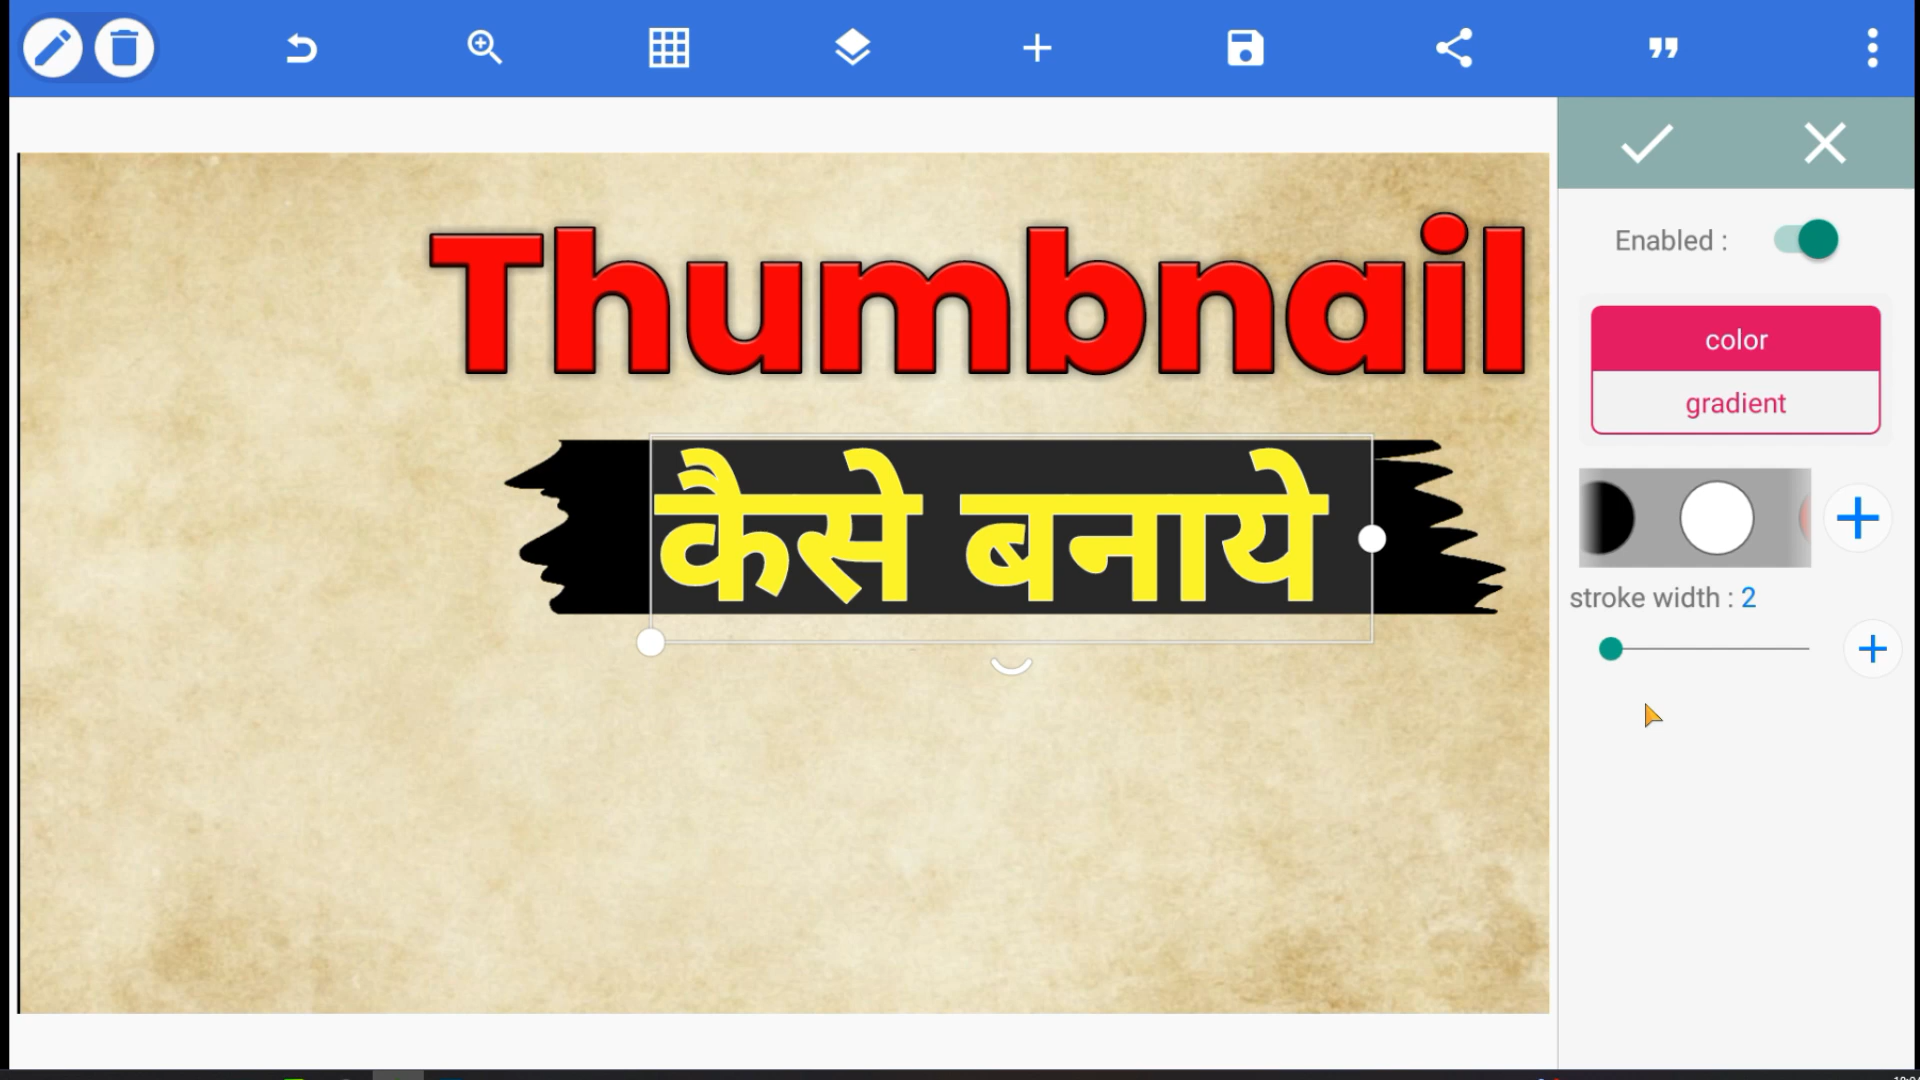 Thumbnail
कैसे बनाये
Enabled :
color
gradient
stroke width : 2